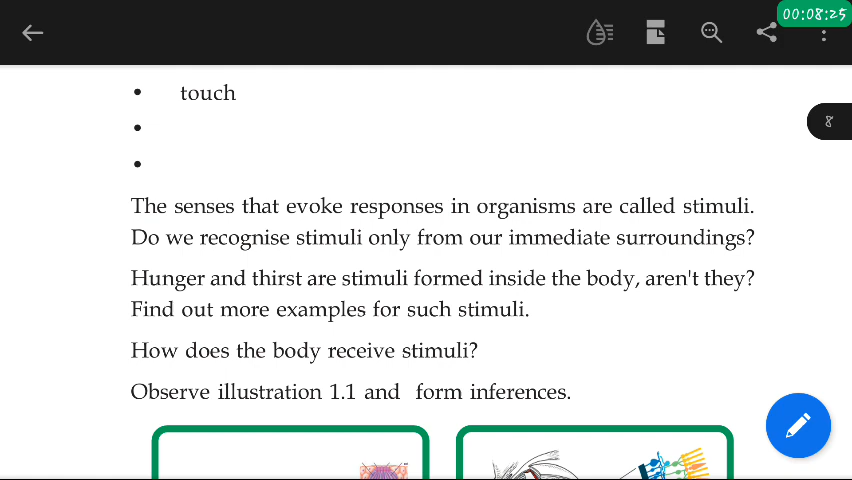 00:08:25
• touch
8
•
•
The senses that evoke responses in organisms are called stimuli.
Do we recognise stimuli only from our immediate surroundings?
Hunger and thirst are stimuli formed inside the body, aren't they?
Find out more examples for such stimuli.
How does the body receive stimuli?
Observe illustration 1.1 and form inferences.